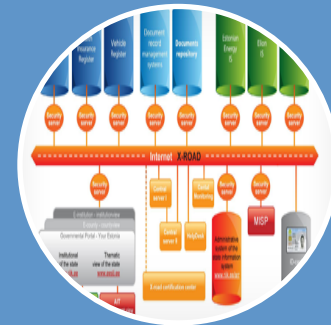 Insurance
Register
Vehicle
Register
Document
record
management
systems
Documents
repository
Estonian
Energy
IS
Elion
IS
Security
server
Security
server
Security
server
Security
server
Security
server
Security
server
Security
server
Internet X-ROAD
Security
server
Central
server I
Central
Monitoring
Security
server
Security
server
Central
server II
HelpDesk
MISP
Governmental Portal - Your Estonia
Institutional
view of the state
Thematic
view of the state
Administrative
system of the
state information
system
X-road certification center